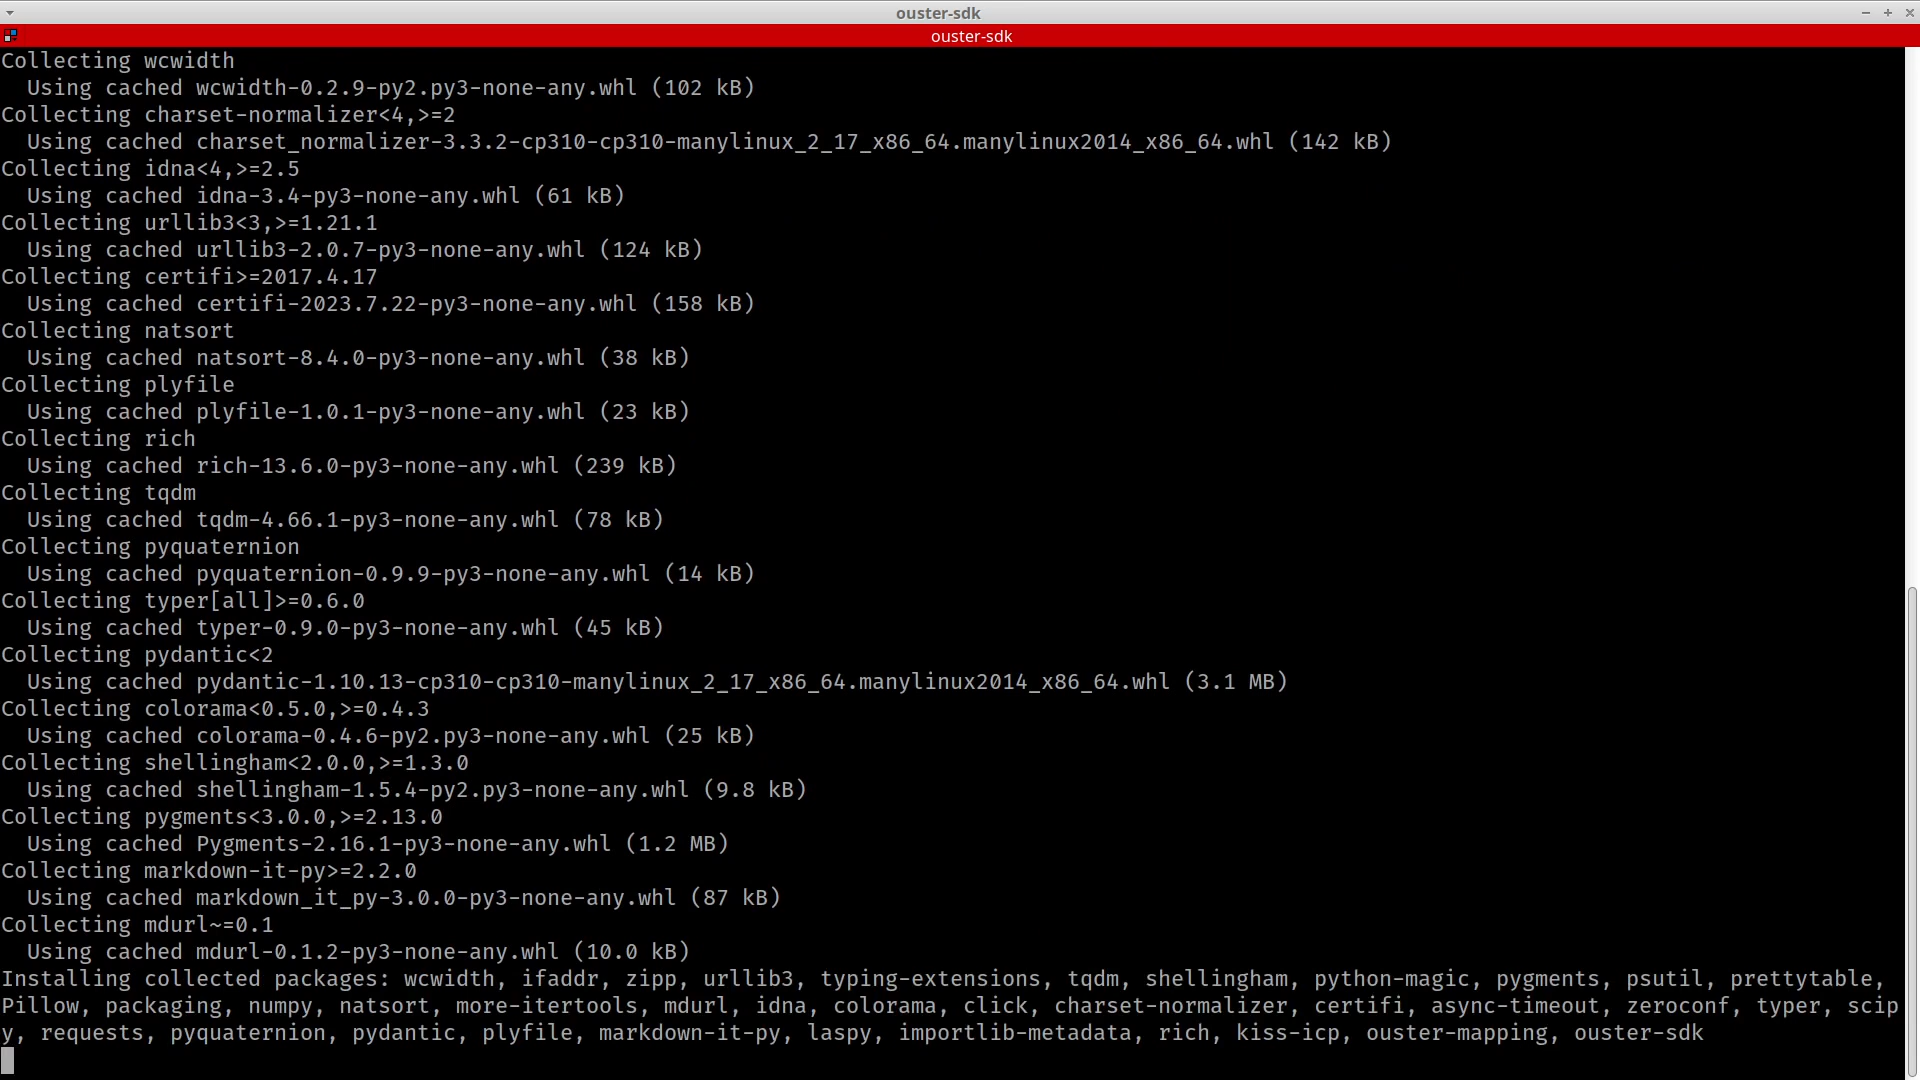 ouster-sdk
ouster-sdk
Collecting wcwidth
  Using cached wcwidth-0.2.9-py2.py3-none-any.whl (102 kB)
Collecting charset-normalizer<4,>=2
  Using cached charset_normalizer-3.3.2-cp310-cp310-manylinux_2_17_x86_64.manylinux2014_x86_64.whl (142 kB)
Collecting idna<4,>=2.5
  Using cached idna-3.4-py3-none-any.whl (61 kB)
Collecting urllib3<3,>=1.21.1
  Using cached urllib3-2.0.7-py3-none-any.whl (124 kB)
Collecting certifi>=2017.4.17
  Using cached certifi-2023.7.22-py3-none-any.whl (158 kB)
Collecting natsort
  Using cached natsort-8.4.0-py3-none-any.whl (38 kB)
Collecting plyfile
  Using cached plyfile-1.0.1-py3-none-any.whl (23 kB)
Collecting rich
  Using cached rich-13.6.0-py3-none-any.whl (239 kB)
Collecting tqdm
  Using cached tqdm-4.66.1-py3-none-any.whl (78 kB)
Collecting pyquaternion
  Using cached pyquaternion-0.9.9-py3-none-any.whl (14 kB)
Collecting typer[all]>=0.6.0
  Using cached typer-0.9.0-py3-none-any.whl (45 kB)
Collecting pydantic<2
  Using cached pydantic-1.10.13-cp310-cp310-manylinux_2_17_x86_64.manylinux2014_x86_64.whl (3.1 MB)
Collecting colorama<0.5.0,>=0.4.3
  Using cached colorama-0.4.6-py2.py3-none-any.whl (25 kB)
Collecting shellingham<2.0.0,>=1.3.0
  Using cached shellingham-1.5.4-py2.py3-none-any.whl (9.8 kB)
Collecting pygments<3.0.0,>=2.13.0
  Using cached Pygments-2.16.1-py3-none-any.whl (1.2 MB)
Collecting markdown-it-py>=2.2.0
  Using cached markdown_it_py-3.0.0-py3-none-any.whl (87 kB)
Collecting mdurl~=0.1
  Using cached mdurl-0.1.2-py3-none-any.whl (10.0 kB)
Installing collected packages: wcwidth, ifaddr, zipp, urllib3, typing-extensions, tqdm, shellingham, python-magic, pygments, psutil, prettytable,
Pillow, packaging, numpy, natsort, more-itertools, mdurl, idna, colorama, click, charset-normalizer, certifi, async-timeout, zeroconf, typer, scip
y, requests, pyquaternion, pydantic, plyfile, markdown-it-py, laspy, importlib-metadata, rich, kiss-icp, ouster-mapping, ouster-sdk